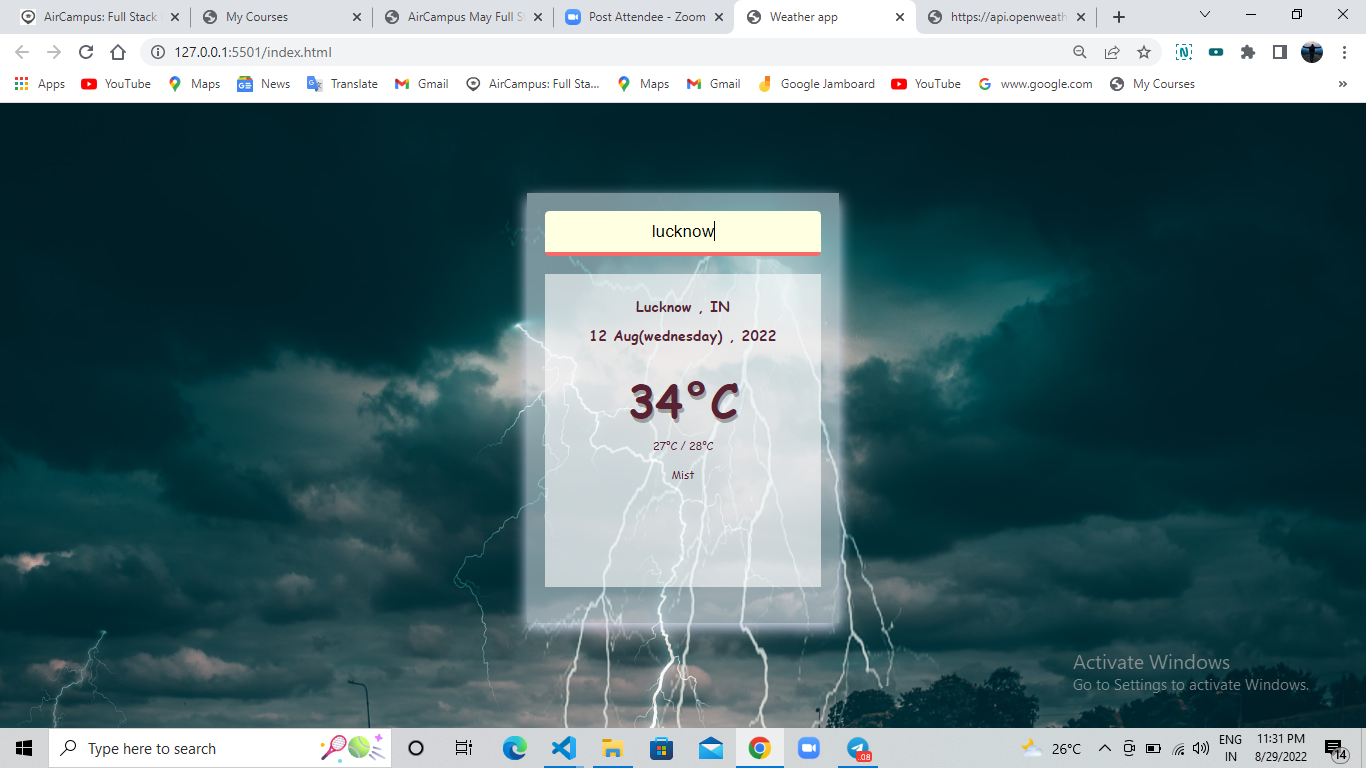 AirCampus: Full Stack
My Courses
AirCampus May Full S
Post Attendee - Zoom
Weather app
https://api.openweath
127.0.0.1:5501/index.html
Apps
YouTube
Maps
News
Translate
Gmail
AirCampus: Full Sta...
Maps
Gmail
Google Jamboard
YouTube
www.google.com
My Courses
»
lucknow
Lucknow , IN
12 Aug(wednesday) , 2022
34°C
27°C / 28°C
Mist
Activate Windows
Go to Settings to activate Windows.
Type here to search
.08
26°C
ENG
IN
11:31 PM
8/29/2022
14